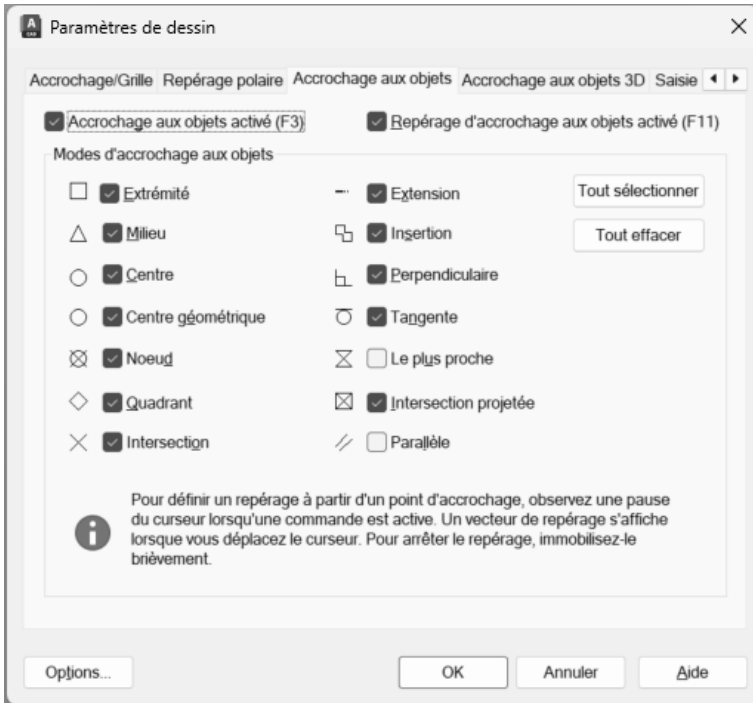 A
CAD
Paramètres de dessin
Accrochage/Grille Repérage polaire Accrochage aux objets Accrochage aux objets 3D Saisie
Accrochage aux objets activé (F3) Repérage d'accrochage aux objets activé (F11)
Modes d'accrochage aux objets
Extrémité Extension Tout sélectionner
Milieu Insertion Tout effacer
Centre Perpendiculaire
Centre géométrique Tangente
Noeud Le plus proche
Quadrant Intersection projetée
Intersection Parallèle
Pour définir un repérage à partir d'un point d'accrochage, observez une pause
du curseur lorsqu'une commande est active. Un vecteur de repérage s'affiche
lorsque vous déplacez le curseur. Pour arrêter le repérage, immobilisez-le
brièvement.
Options... OK Annuler Aide